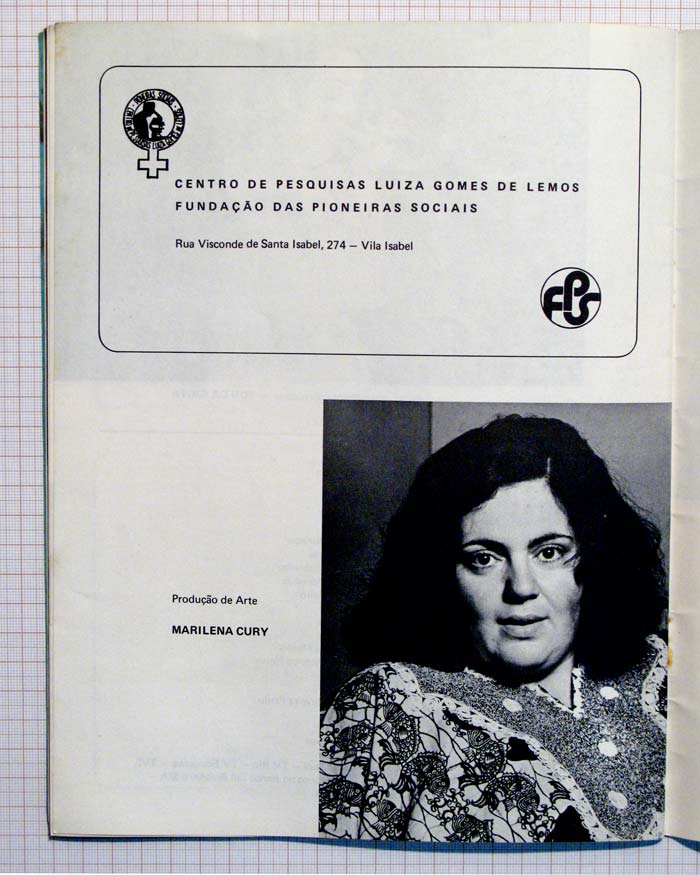 CENTRO DE PESQUISAS LUIZA GOMES DE LEMOS
FUNDAÇÃO DAS PIONEIRAS SOCIAIS
Rua Visconde de Santa Isabel, 274 — Vila Isabel
FPS
Produção de Arte
MARILENA CURY